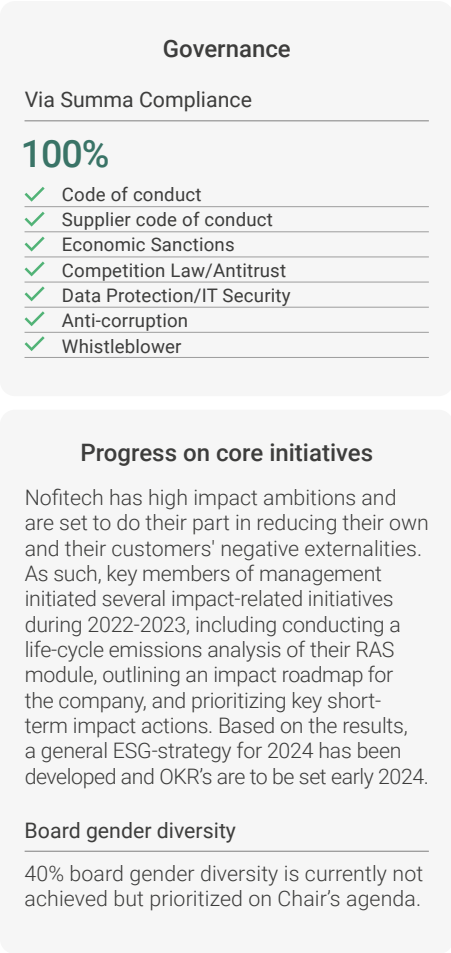 Governance
Via Summa Compliance
100%
Code of conduct
Supplier code of conduct
Economic Sanctions
Competition Law/Antitrust
Data Protection/IT Security
Anti-corruption
Whistleblower
Progress on core initiatives
Nofitech has high impact ambitions and
are set to do their part in reducing their own
and their customers' negative externalities.
As such, key members of management
initiated several impact-related initiatives
during 2022-2023, including conducting a
life-cycle emissions analysis of their RAS
module, outlining an impact roadmap for
the company, and prioritizing key short-
term impact actions. Based on the results,
a general ESG-strategy for 2024 has been
developed and OKR’s are to be set early 2024.
Board gender diversity
40% board gender diversity is currently not
achieved but prioritized on Chair’s agenda.